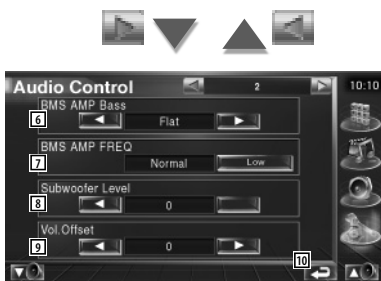 Audio Control 2 10:10
BMS AMP Bass
6 Flat
BMS AMP FREQ
7 Normal Low
Subwoofer Level
8 0
Vol.Offset
9 0
10